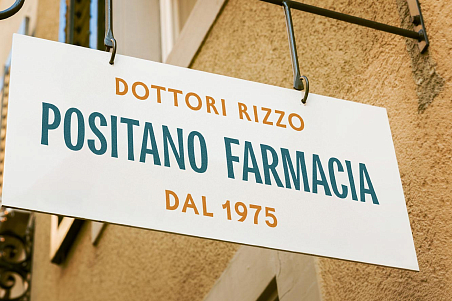 DOTTORI RIZZO
POSITANO FARMACIA
DAL 1975